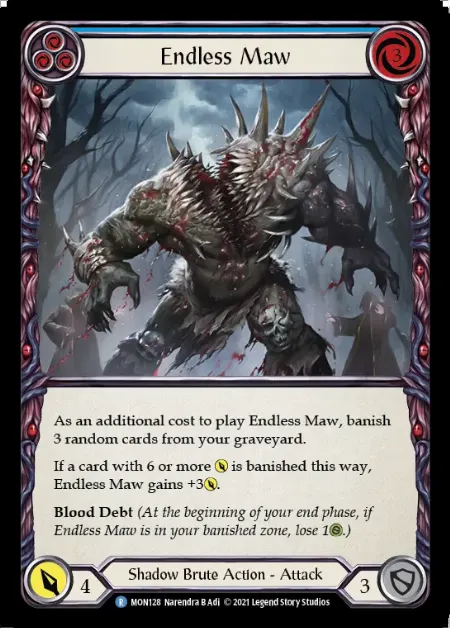 Endless Maw
3
As an additional cost to play Endless Maw, banish
3 random cards from your graveyard.
If a card with 6 or more is banished this way,
Endless Maw gains +3.
Blood Debt (At the beginning of your end phase, if
Endless Maw is in your banished zone, lose 1.)
4
Shadow Brute Action - Attack
3
R MON128 Narendra B Adi © 2021 Legend Story Studios